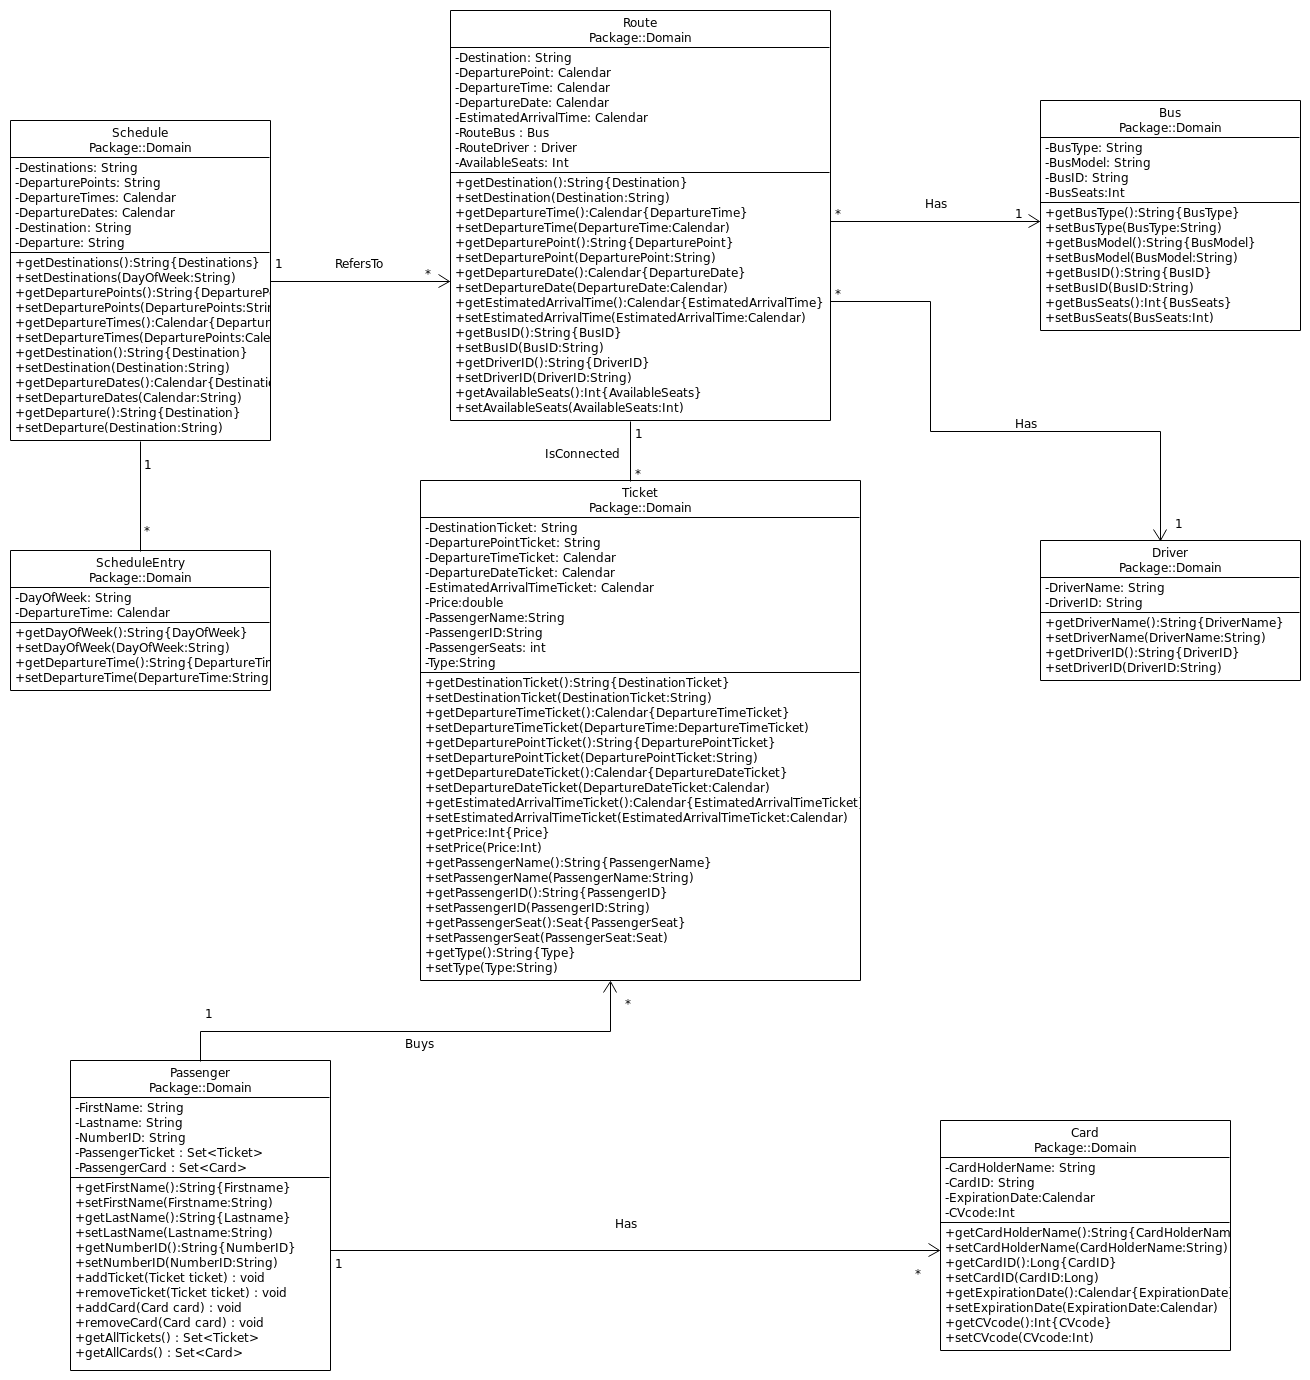 Route
Package::Domain
-Destination: String
-DeparturePoint: Calendar
-DepartureTime: Calendar
-DepartureDate: Calendar
-EstimatedArrivalTime: Calendar
-RouteBus : Bus
-RouteDriver : Driver
-AvailableSeats: Int
+getDestination():String{Destination}
+setDestination(Destination:String)
+getDepartureTime():Calendar{DepartureTime}
+setDepartureTime(DepartureTime:Calendar)
+getDeparturePoint():String{DeparturePoint}
+setDeparturePoint(DeparturePoint:String)
+getDepartureDate():Calendar{DepartureDate}
+setDepartureDate(DepartureDate:Calendar)
+getEstimatedArrivalTime():Calendar{EstimatedArrivalTime}
+setEstimatedArrivalTime(EstimatedArrivalTime:Calendar)
+getBusID():String{BusID}
+setBusID(BusID:String)
+getDriverID():String{DriverID}
+setDriverID(DriverID:String)
+getAvailableSeats():Int{AvailableSeats}
+setAvailableSeats(AvailableSeats:Int)
Schedule
Package::Domain
-Destinations: String
-DeparturePoints: String
-DepartureTimes: Calendar
-DepartureDates: Calendar
-Destination: String
-Departure: String
+getDestinations():String{Destinations}
+setDestinations(DayOfWeek:String)
+getDeparturePoints():String{DepartureP
+setDeparturePoints(DeparturePoints:Strin
+getDepartureTimes():Calendar{Departur
+setDepartureTimes(DeparturePoints:Cale
+getDestination():String{Destination}
+setDestination(Destination:String)
+getDepartureDates():Calendar{Destinatio
+setDepartureDates(Calendar:String)
+getDeparture():String{Destination}
+setDeparture(Destination:String)
1
RefersTo
*
Bus
Package::Domain
-BusType: String
-BusModel: String
-BusID: String
-BusSeats:Int
+getBusType():String{BusType}
+setBusType(BusType:String)
+getBusModel():String{BusModel}
+setBusModel(BusModel:String)
+getBusID():String{BusID}
+setBusID(BusID:String)
+getBusSeats():Int{BusSeats}
+setBusSeats(BusSeats:Int)
*
Has
1
*
Has
1
1
IsConnected
*
1
*
ScheduleEntry
Package::Domain
-DayOfWeek: String
-DepartureTime: Calendar
+getDayOfWeek():String{DayOfWeek}
+setDayOfWeek(DayOfWeek:String)
+getDepartureTime():String{DepartureTim
+setDepartureTime(DepartureTime:String
Ticket
Package::Domain
-DestinationTicket: String
-DeparturePointTicket: String
-DepartureTimeTicket: Calendar
-DepartureDateTicket: Calendar
-EstimatedArrivalTimeTicket: Calendar
-Price:double
-PassengerName:String
-PassengerID:String
-PassengerSeats: int
-Type:String
+getDestinationTicket():String{DestinationTicket}
+setDestinationTicket(DestinationTicket:String)
+getDepartureTimeTicket():Calendar{DepartureTimeTicket}
+setDepartureTimeTicket(DepartureTime:DepartureTimeTicket)
+getDeparturePointTicket():String{DeparturePointTicket}
+setDeparturePointTicket(DeparturePointTicket:String)
+getDepartureDateTicket():Calendar{DepartureDateTicket}
+setDepartureDateTicket(DepartureDateTicket:Calendar)
+getEstimatedArrivalTimeTicket():Calendar{EstimatedArrivalTimeTicket}
+setEstimatedArrivalTimeTicket(EstimatedArrivalTimeTicket:Calendar)
+getPrice:Int{Price}
+setPrice(Price:Int)
+getPassengerName():String{PassengerName}
+setPassengerName(PassengerName:String)
+getPassengerID():String{PassengerID}
+setPassengerID(PassengerID:String)
+getPassengerSeat():Seat{PassengerSeat}
+setPassengerSeat(PassengerSeat:Seat)
+getType():String{Type}
+setType(Type:String)
Driver
Package::Domain
-DriverName: String
-DriverID: String
+getDriverName():String{DriverName}
+setDriverName(DriverName:String)
+getDriverID():String{DriverID}
+setDriverID(DriverID:String)
1
Buys
*
Passenger
Package::Domain
-FirstName: String
-Lastname: String
-NumberID: String
-PassengerTicket : Set<Ticket>
-PassengerCard : Set<Card>
+getFirstName():String{Firstname}
+setFirstName(Firstname:String)
+getLastName():String{Lastname}
+setLastName(Lastname:String)
+getNumberID():String{NumberID}
+setNumberID(NumberID:String)
+addTicket(Ticket ticket) : void
+removeTicket(Ticket ticket) : void
+addCard(Card card) : void
+removeCard(Card card) : void
+getAllTickets() : Set<Ticket>
+getAllCards() : Set<Card>
1
Has
*
Card
Package::Domain
-CardHolderName: String
-CardID: String
-ExpirationDate:Calendar
-CVcode:Int
+getCardHolderName():String{CardHolderNam
+setCardHolderName(CardHolderName:String)
+getCardID():Long{CardID}
+setCardID(CardID:Long)
+getExpirationDate():Calendar{ExpirationDate
+setExpirationDate(ExpirationDate:Calendar)
+getCVcode():Int{CVcode}
+setCVcode(CVcode:Int)